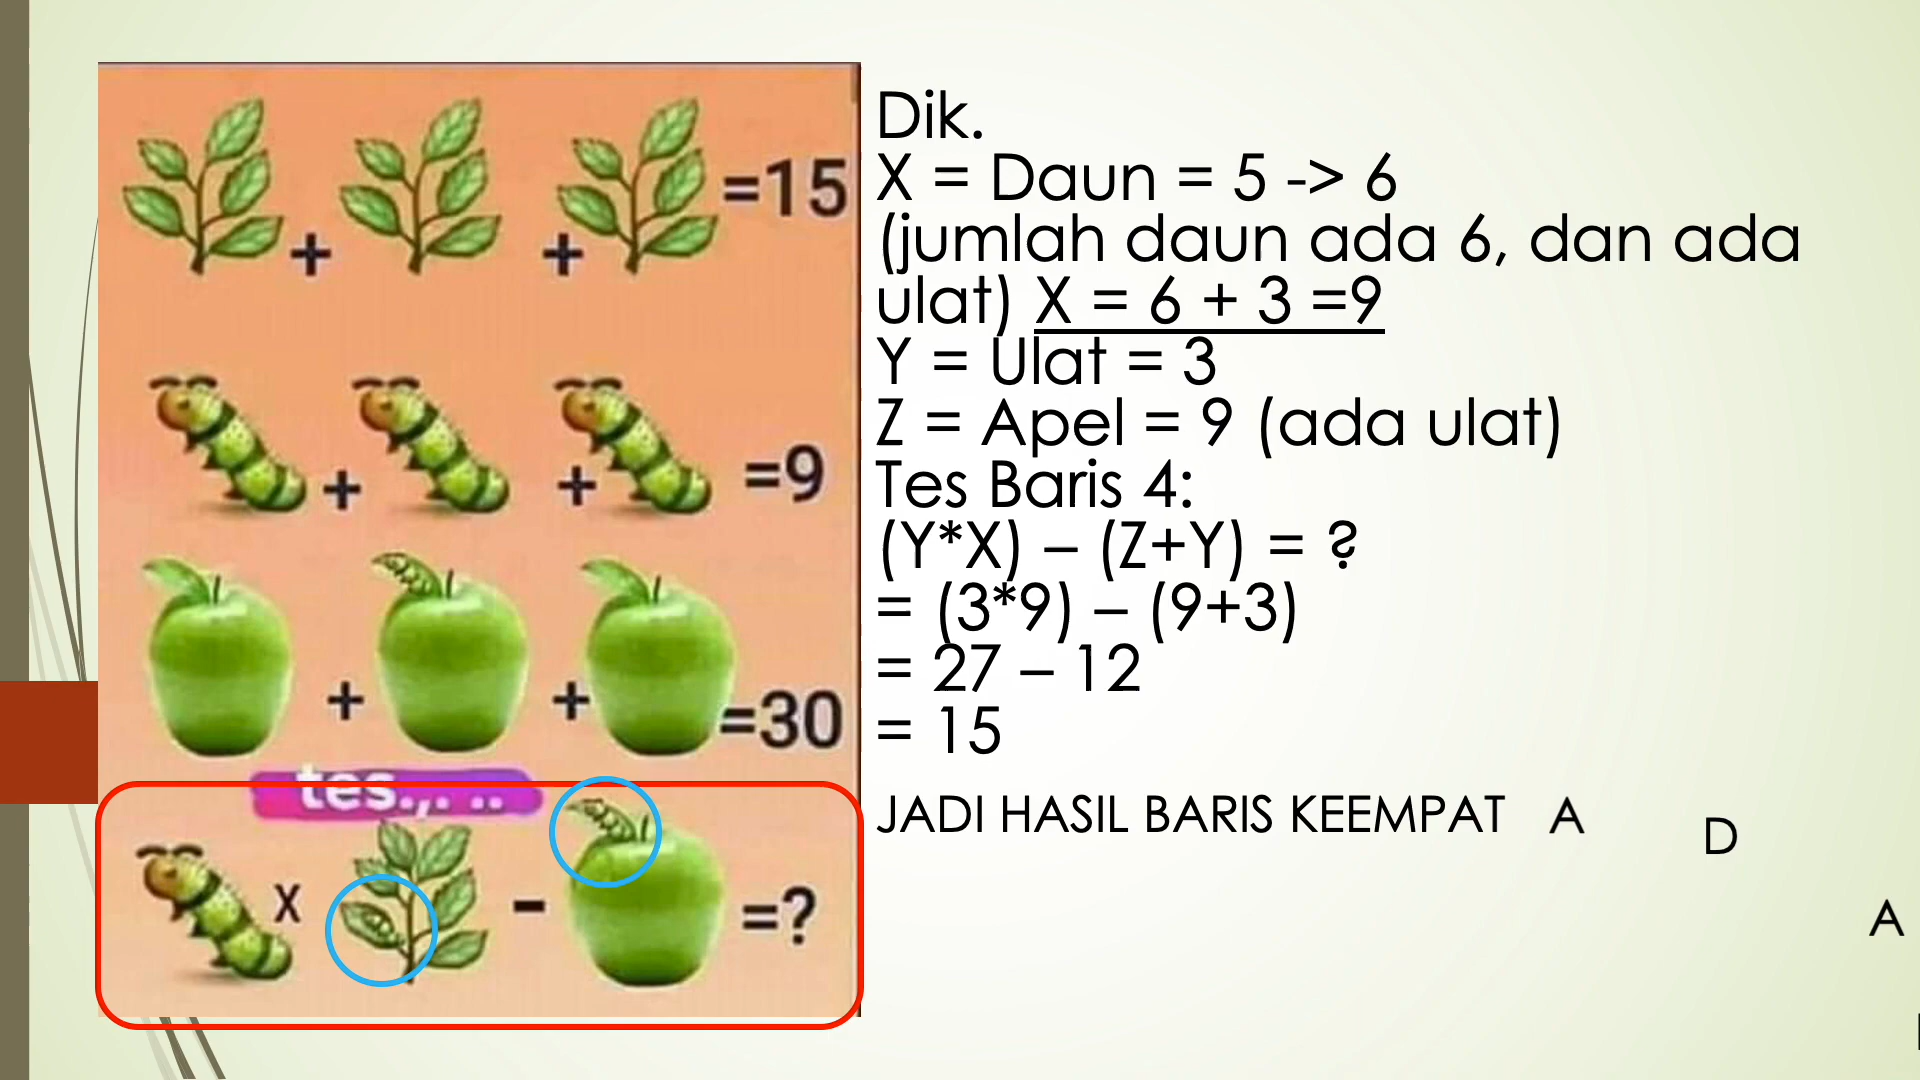 + + =15
+ + =9
+ + =30
tes.,. ..
X - =?
Dik.
X = Daun = 5 -> 6
(jumlah daun ada 6, dan ada
ulat) X = 6 + 3 =9
Y = Ulat = 3
Z = Apel = 9 (ada ulat)
Tes Baris 4:
(Y*X) – (Z+Y) = ?
= (3*9) – (9+3)
= 27 – 12
= 15
JADI HASIL BARIS KEEMPAT A
D
A